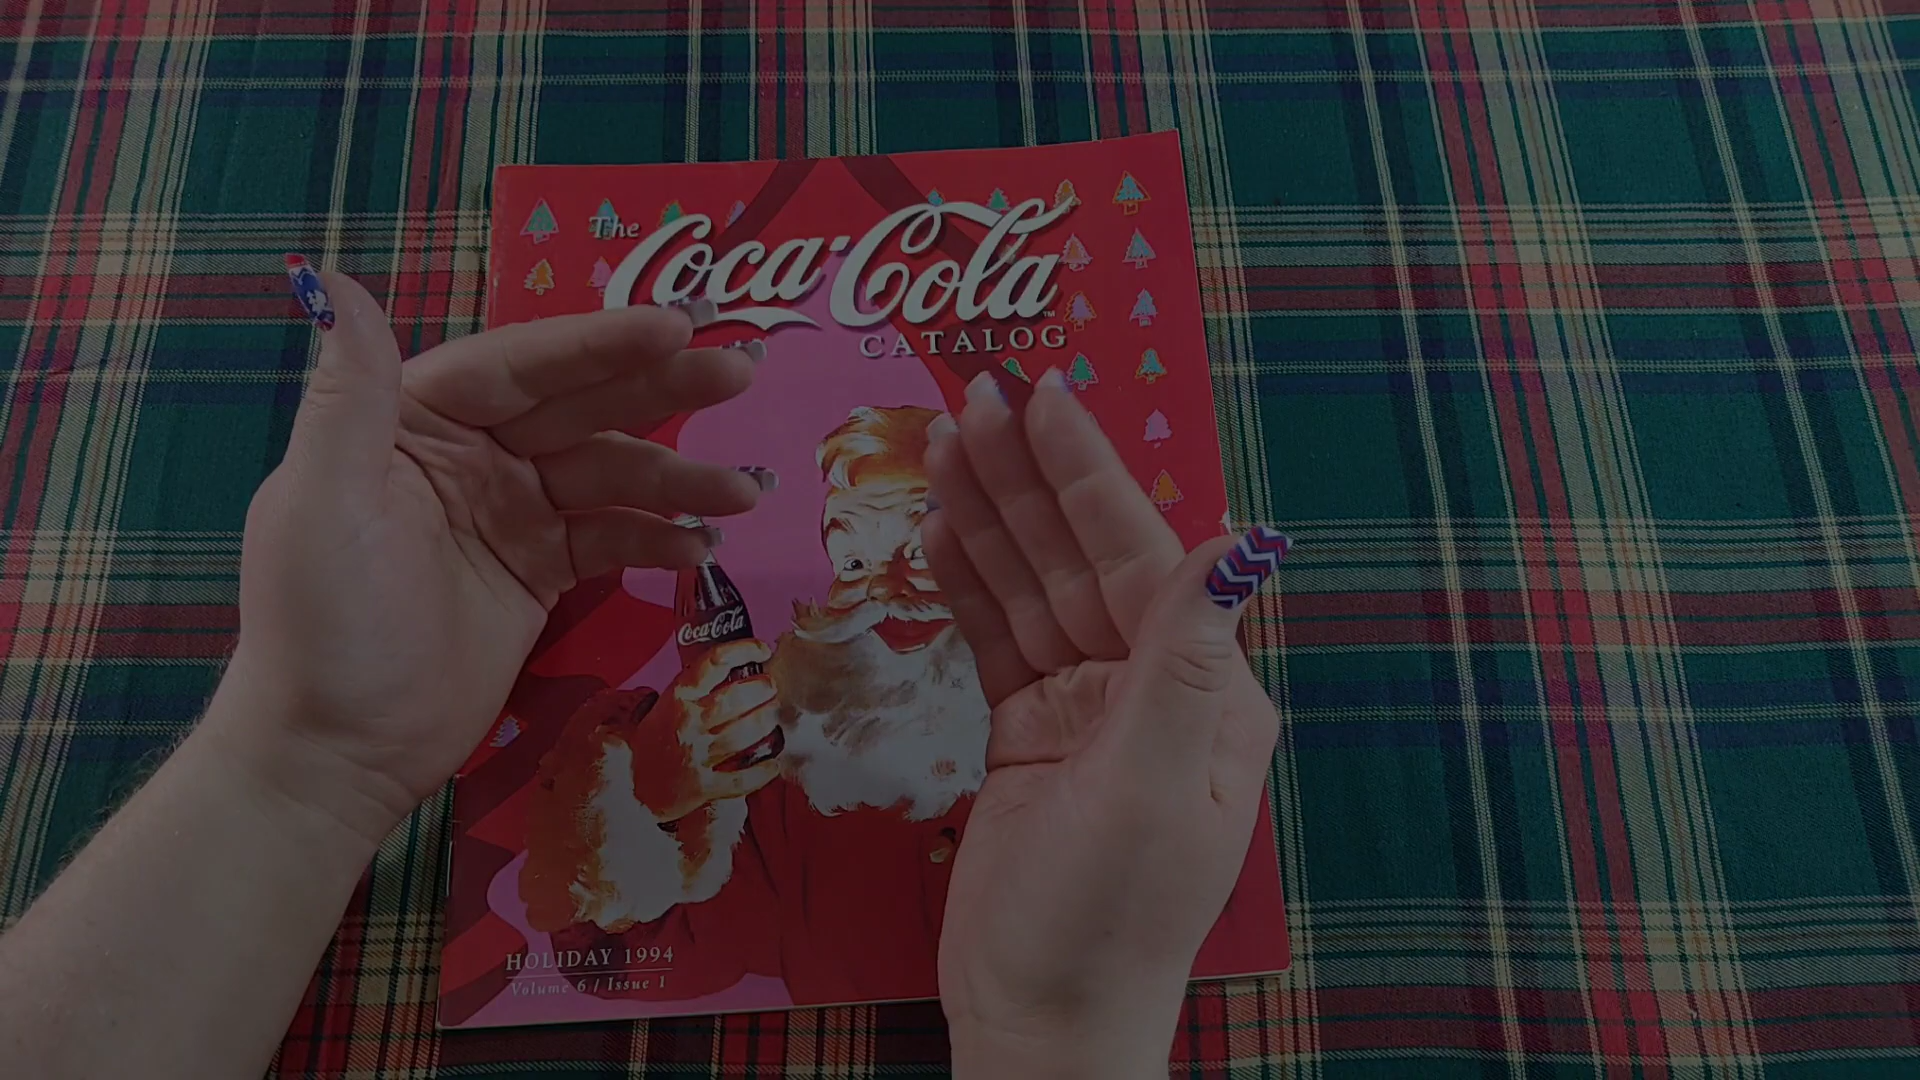 The
Coca-Cola
CATALOG
Coca-Cola
HOLIDAY 1994
Volume 6 / Issue 1